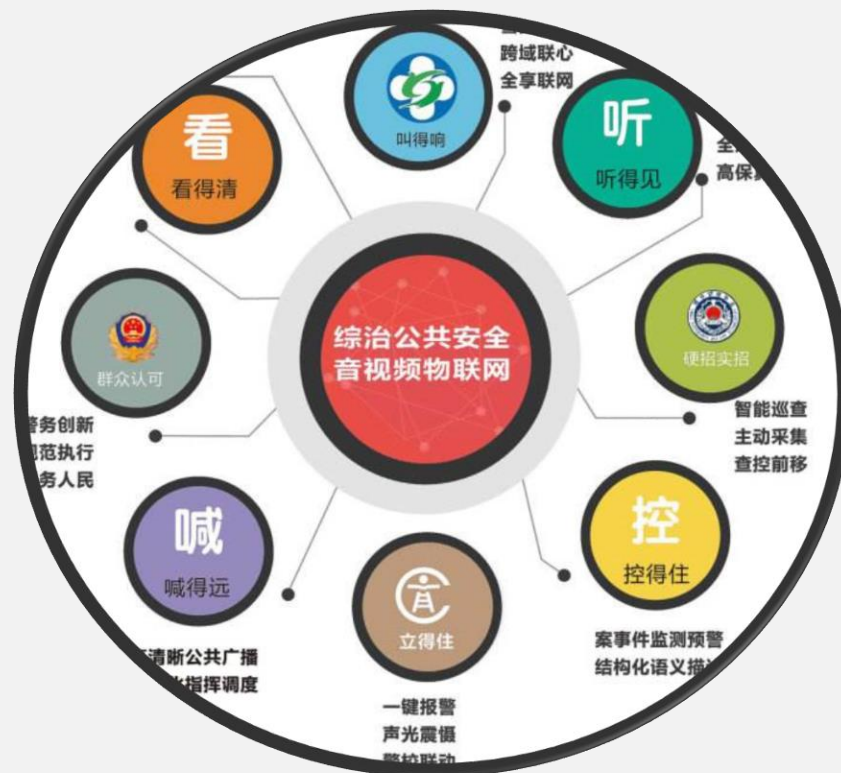 跨域联心
全享联网
叫得响
看
看得清
听
听得见
高保真
综治公共安全
音视频物联网
群众认可
警务创新
规范执行
务人民
硬招实招
智能巡查
主动采集
查控前移
喊
喊得远
清晰公共广播
指挥调度
立得住
一键报警
声光震慑
警校联动
控
控得住
案事件监测预警
结构化语义描